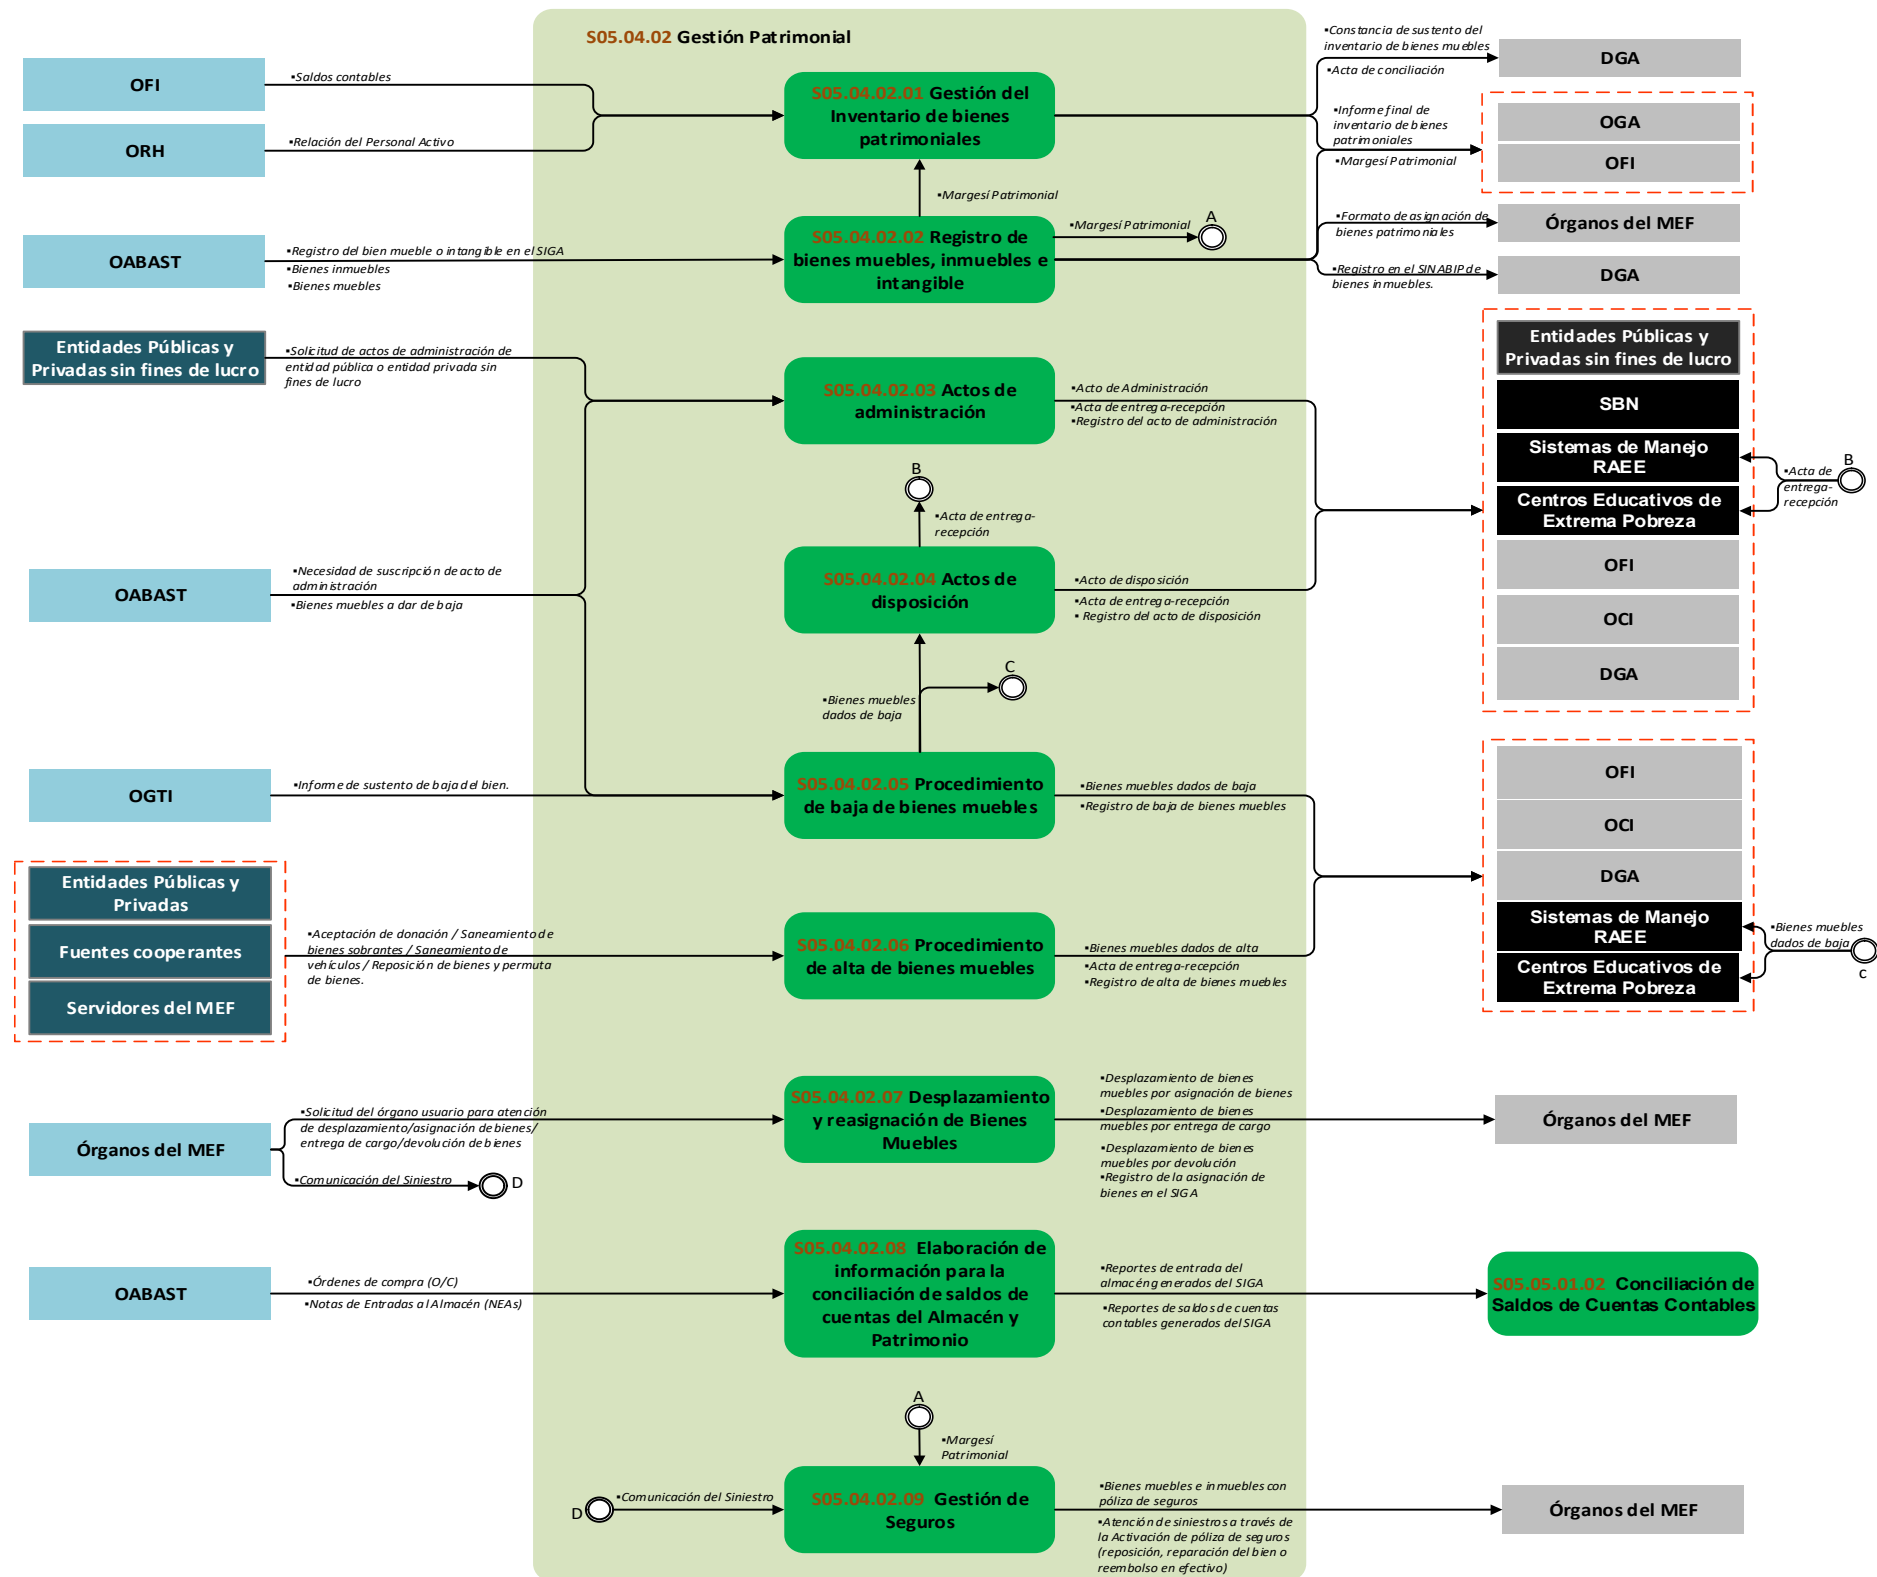 S05.04.02 Gestión Patrimonial
OFI
▪Saldos contables
ORH
▪Relación del Personal Activo
S05.04.02.01 Gestión del
Inventario de bienes
patrimoniales
▪Constancia de sustento del
inventario de bienes muebles
▪Acta de conciliación
DGA
▪Informe final de
inventario de bienes
patrimoniales
▪Margesí Patrimonial
OGA
OFI
▪Margesí Patrimonial
OABAST
▪Registro del bien mueble o intangible en el SIGA
▪Bienes inmuebles
▪Bienes muebles
S05.04.02.02 Registro de
bienes muebles, inmuebles e
intangible
▪Margesí Patrimonial
A
▪Formato de asignación de
bienes patrimoniales
Órganos del MEF
▪Registro en el SINABIP de
bienes inmuebles.
DGA
Entidades Públicas y
Privadas sin fines de lucro
▪Solicitud de actos de administración de
entidad pública o entidad privada sin
fines de lucro
S05.04.02.03 Actos de
administración
▪Acto de Administración
▪Acta de entrega-recepción
▪Registro del acto de administración
Entidades Públicas y
Privadas sin fines de lucro
SBN
Sistemas de Manejo
RAEE
Centros Educativos de
Extrema Pobreza
OFI
OCI
DGA
▪Acta de
entrega-
recepción
B
B
▪Acta de entrega-
recepción
OABAST
▪Necesidad de suscripción de acto de
administración
▪Bienes muebles a dar de baja
S05.04.02.04 Actos de
disposición
▪Acto de disposición
▪Acta de entrega-recepción
▪ Registro del acto de disposición
C
▪Bienes muebles
dados de baja
OGTI
▪Informe de sustento de baja del bien.
S05.04.02.05 Procedimiento
de baja de bienes muebles
▪Bienes muebles dados de baja
▪Registro de baja de bienes muebles
OFI
OCI
DGA
Sistemas de Manejo
RAEE
Centros Educativos de
Extrema Pobreza
▪Bienes muebles
dados de baja
c
Entidades Públicas y
Privadas
Fuentes cooperantes
Servidores del MEF
▪Aceptación de donación / Saneamiento de
bienes sobrantes / Saneamiento de
vehículos / Reposición de bienes y permuta
de bienes.
S05.04.02.06 Procedimiento
de alta de bienes muebles
▪Bienes muebles dados de alta
▪Acta de entrega-recepción
▪Registro de alta de bienes muebles
Órganos del MEF
▪Solicitud del órgano usuario para atención
de desplazamiento/asignación de bienes/
entrega de cargo/devolución de bienes
▪Comunicación del Siniestro
D
S05.04.02.07 Desplazamiento
y reasignación de Bienes
Muebles
▪Desplazamiento de bienes
muebles por asignación de bienes
▪Desplazamiento de bienes
muebles por entrega de cargo
▪Desplazamiento de bienes
muebles por devolución
▪Registro de la asignación de
bienes en el SIGA
Órganos del MEF
OABAST
▪Órdenes de compra (O/C)
▪Notas de Entradas al Almacén (NEAs)
S05.04.02.08 Elaboración de
información para la
conciliación de saldos de
cuentas del Almacén y
Patrimonio
▪Reportes de entrada del
almacén generados del SIGA
▪Reportes de saldos de cuentas
contables generados del SIGA
S05.05.01.02 Conciliación de
Saldos de Cuentas Contables
A
▪Margesí
Patrimonial
D
▪Comunicación del Siniestro
S05.04.02.09 Gestión de
Seguros
▪Bienes muebles e inmuebles con
póliza de seguros
▪Atención de siniestros a través de
la Activación de póliza de seguros
(reposición, reparación del bien o
reembolso en efectivo)
Órganos del MEF